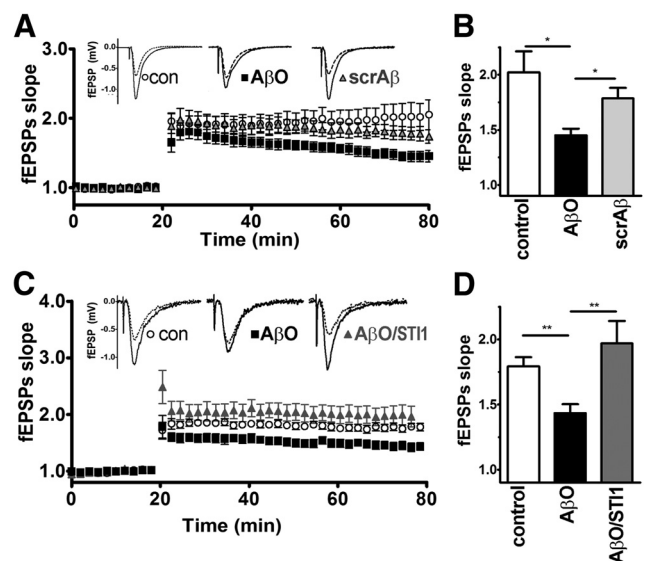 A
fEPSPs slope
3.0
2.0
1.0
fEPSP (mV)
0.0
-0.5
-1.0
con
AβO
scrAβ
0
20
40
60
80
Time (min)
B
fEPSPs slope
2.0
1.5
1.0
*
*
control
AβO
scrAβ
C
fEPSPs slope
4.0
3.0
2.0
1.0
fEPSP (mV)
0.0
-0.5
-1.0
con
AβO
AβO/STI1
0
20
40
60
80
Time (min)
D
fEPSPs slope
2.0
1.5
1.0
**
**
control
AβO
AβO/STI1